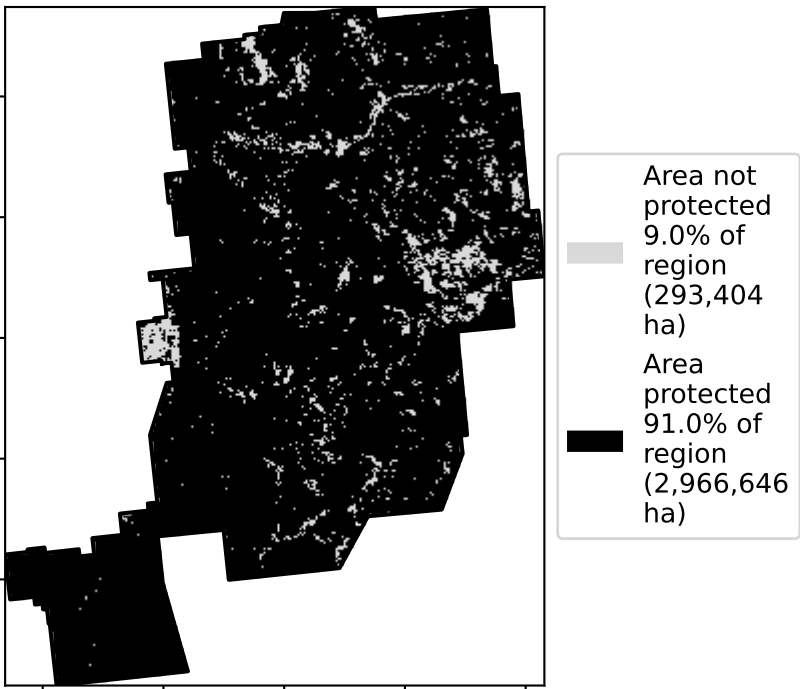 Area not
protected
9.0% of
region
(293,404
ha)
Area
protected
91.0% of
region
(2,966,646
ha)